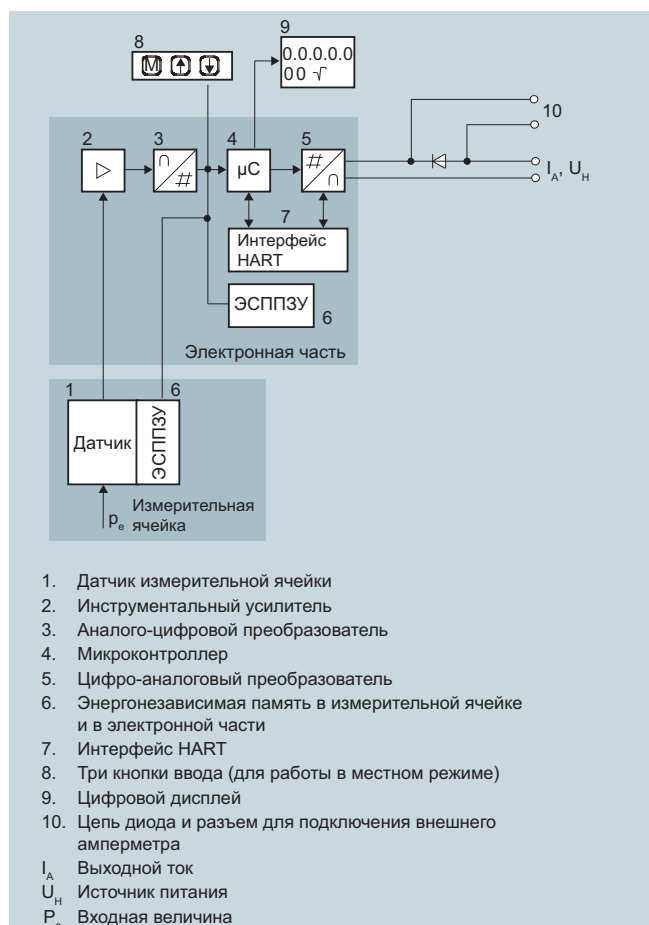 8
9
M
0.0.0.0.0
0 0 √
10
2
3
4
5
∩
#
µC
#
∩
I_A, U_H
7
Интерфейс
HART
ЭСППЗУ
6
Электронная часть
1
6
Датчик
ЭСППЗУ
p_e
Измерительная
ячейка
1. Датчик измерительной ячейки
2. Инструментальный усилитель
3. Аналого-цифровой преобразователь
4. Микроконтроллер
5. Цифро-аналоговый преобразователь
6. Энергонезависимая память в измерительной ячейке
и в электронной части
7. Интерфейс HART
8. Три кнопки ввода (для работы в местном режиме)
9. Цифровой дисплей
10. Цепь диода и разъем для подключения внешнего
амперметра
I_A Выходной ток
U_H Источник питания
P_e Входная величина